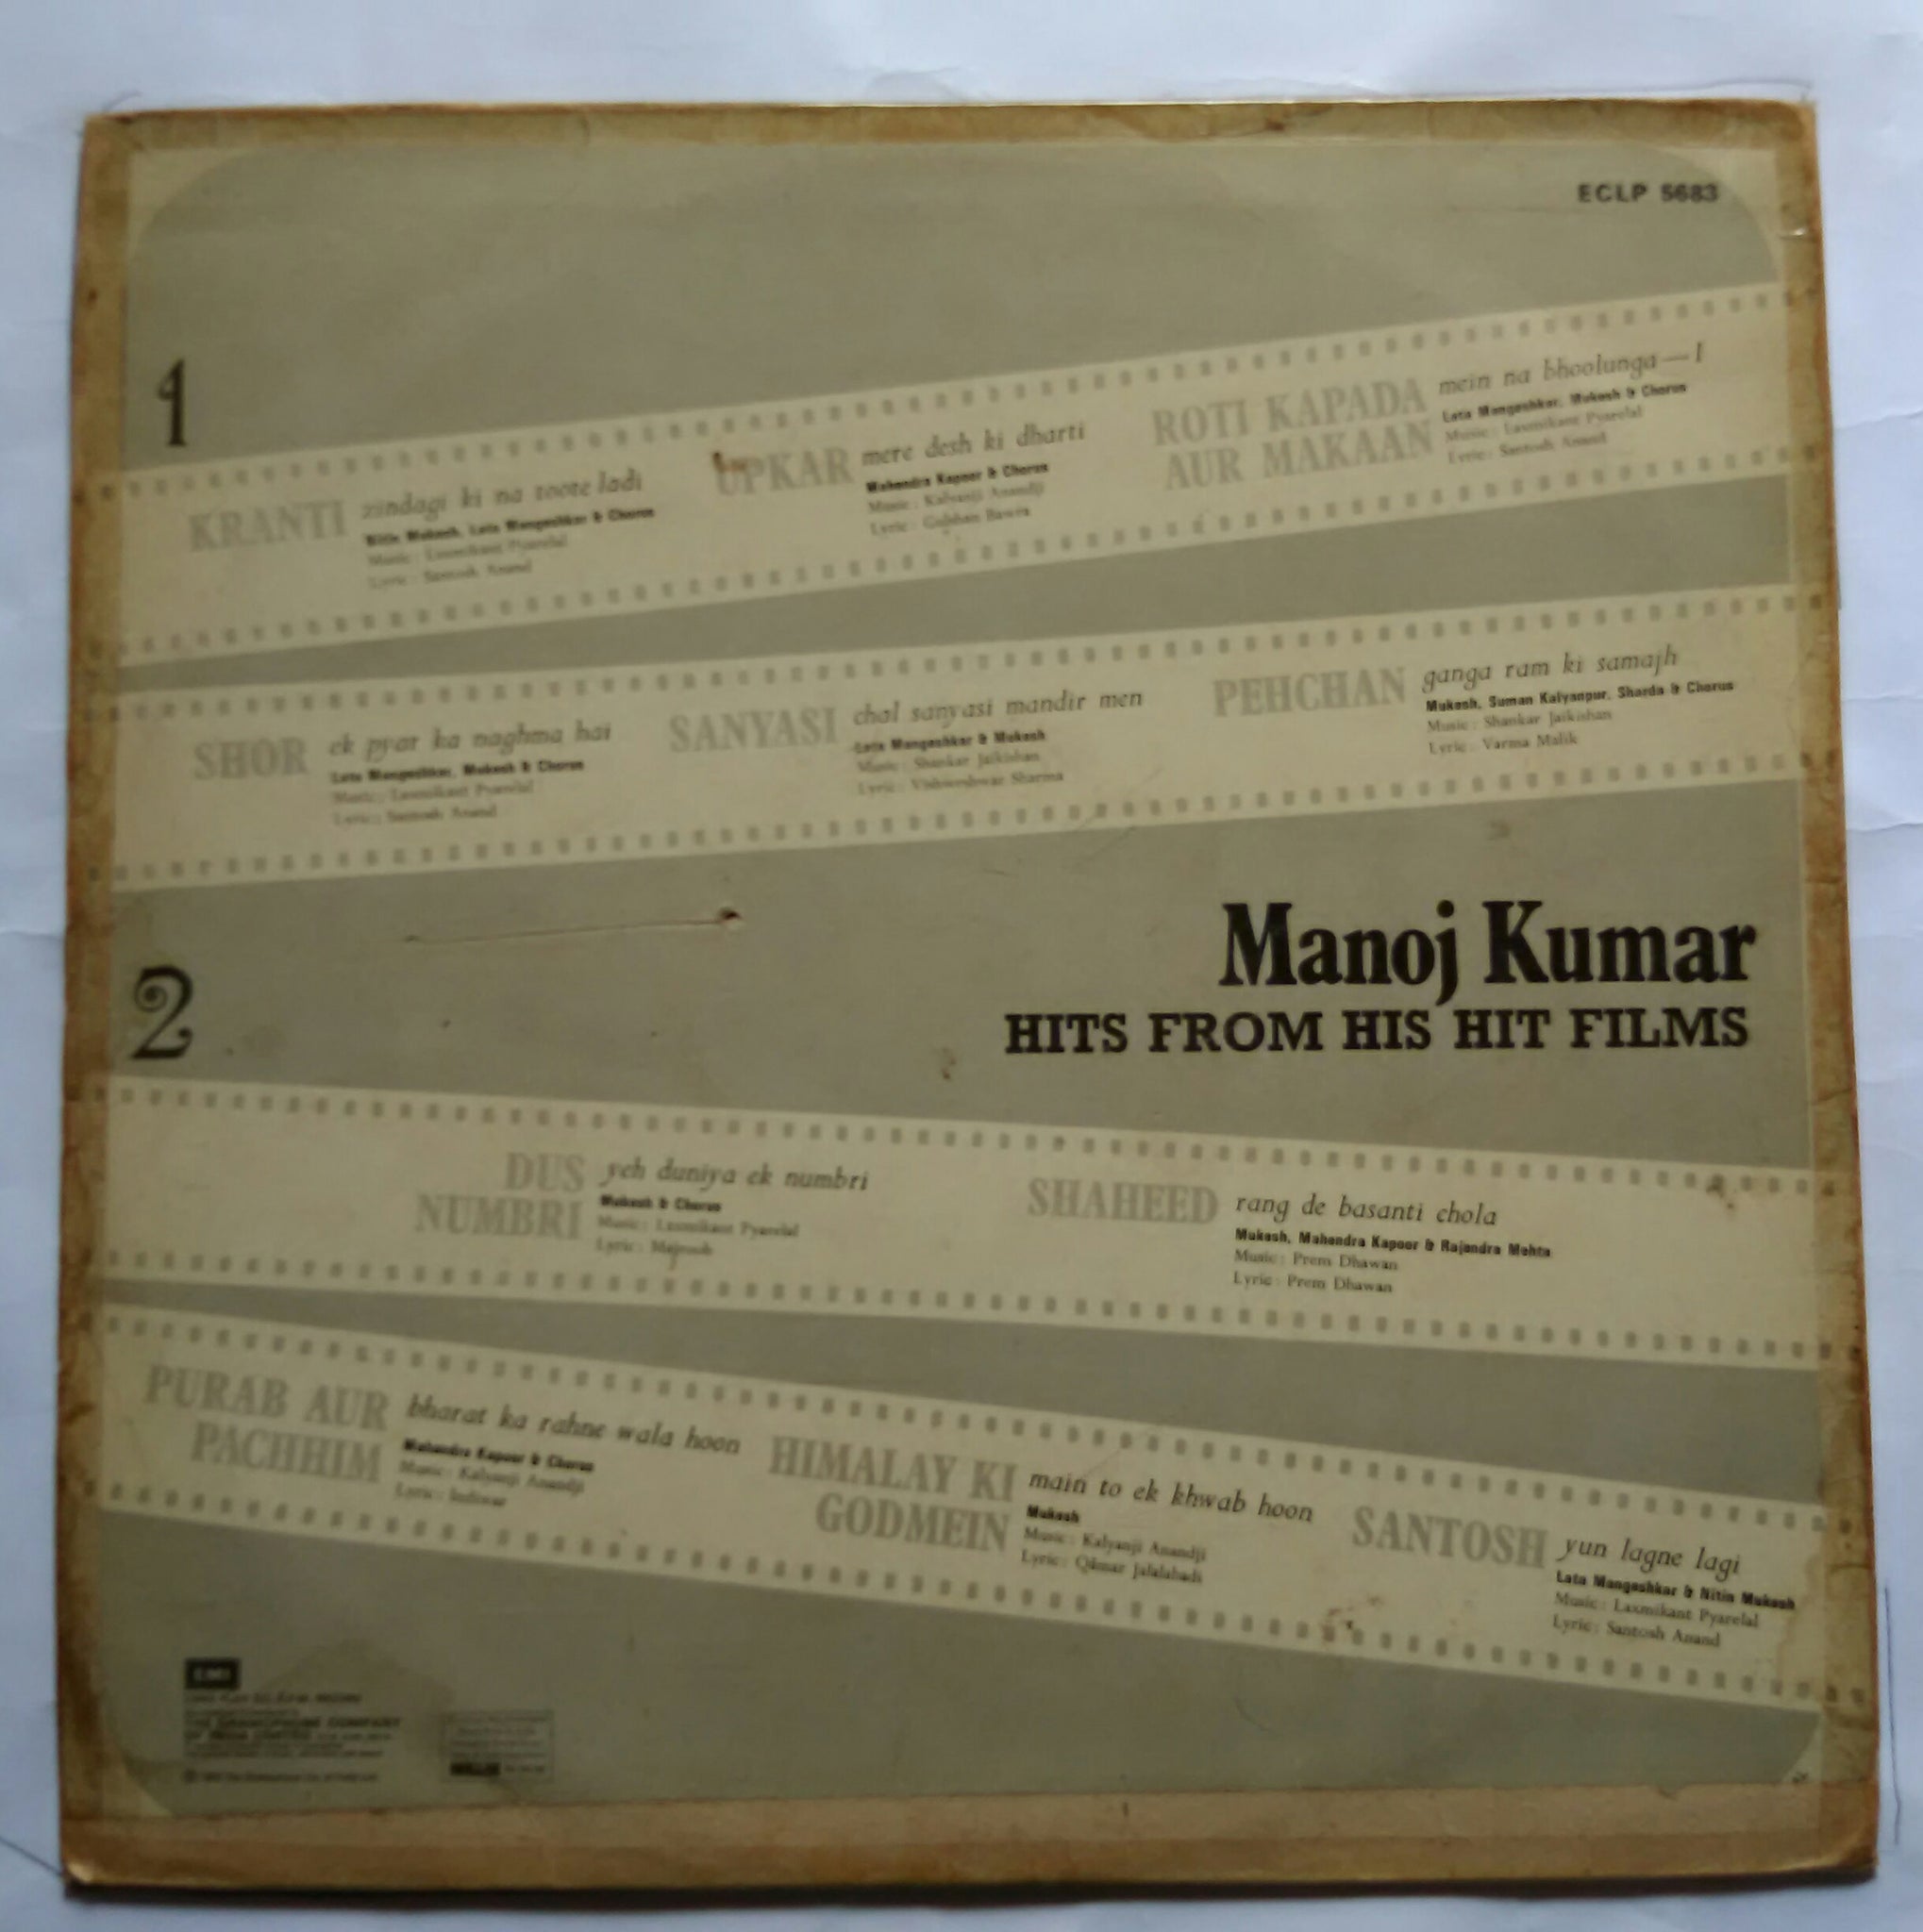 ECLP 5683
1
KRANTI
zindagi ki na toote ladi
Nitin Mukesh, Lata Mangeshkar & Chorus
Music : Laxmikant Pyarelal
Lyric : Santosh Anand
UPKAR
mere desh ki dharti
Mahendra Kapoor & Chorus
Music : Kalyanji Anandji
Lyric : Gulshan Bawra
ROTI KAPADA
AUR MAKAAN
mein na bhoolunga—I
Lata Mangeshkar, Mukesh & Chorus
Music : Laxmikant Pyarelal
Lyric : Santosh Anand
SHOR
ek pyar ka naghma hai
Lata Mangeshkar, Mukesh & Chorus
Music : Laxmikant Pyarelal
Lyric : Santosh Anand
SANYASI
chal sanyasi mandir men
Lata Mangeshkar & Mukesh
Music : Shankar Jaikishan
Lyric : Vishweshwar Sharma
PEHCHAN
ganga ram ki samajh
Mukesh, Suman Kalyanpur, Sharda & Chorus
Music : Shankar Jaikishan
Lyric : Varma Malik
Manoj Kumar
HITS FROM HIS HIT FILMS
2
DUS
NUMBRI
yeh duniya ek numbri
Mukesh & Chorus
Music : Laxmikant Pyarelal
Lyric : Majrooh
SHAHEED
rang de basanti chola
Mukesh, Mahendra Kapoor & Rajendra Mehta
Music : Prem Dhawan
Lyric : Prem Dhawan
PURAB AUR
PACHHIM
bharat ka rahne wala hoon
Mahendra Kapoor & Chorus
Music : Kalyanji Anandji
Lyric : Indiwar
HIMALAY KI
GODMEIN
main to ek khwab hoon
Mukesh
Music : Kalyanji Anandji
Lyric : Qamar Jalalabadi
SANTOSH
yun lagne lagi
Lata Mangeshkar & Nitin Mukesh
Music : Laxmikant Pyarelal
Lyric : Santosh Anand
EMI
THE GRAMOPHONE COMPANY
OF INDIA LIMITED